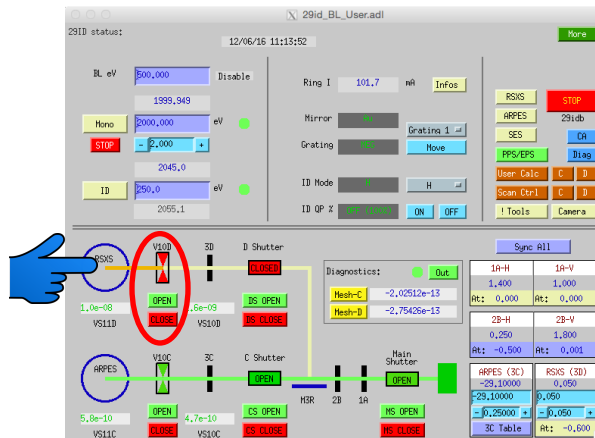 29id_BL_User.adl
29ID status:
12/06/16 11:13:52
More
BL eV
500.000
Disable
1999.949
Mono
2000.000
eV
STOP
- 2.000 +
2045.0
ID
250.0
eV
2055.1
Ring I
101.7
mA
Infos
Mirror
Au
Grating 1
Grating
Move
ID Mode
H
H
ID QP %
ON
OFF
RSXS
STOP
ARPES
29idb
SES
CA
PPS/EPS
Diag
User Calc
C
D
Scan Ctrl
C
D
! Tools
Camera
V10D
3D
D Shutter
RSXS
CLOSED
OPEN
DS OPEN
1.0e-08
.6e-09
CLOSE
DS CLOSE
VS11D
VS10D
Diagnostics:
Out
Mesh-C
-2.02512e-13
Mesh-D
-2.75426e-13
Sync All
1A-H
1A-V
1.400
1.000
At: 0.000
At: 0.000
2B-H
2B-V
0.250
1.800
At: -0.500
At: 0.001
V10C
3C
C Shutter
Main
Shutter
ARPES
OPEN
OPEN
M3R
2B
1A
OPEN
CS OPEN
MS OPEN
5.8e-10
4.7e-10
CLOSE
CS CLOSE
MS CLOSE
VS11C
VS10C
ARPES (3C)
RSXS (3D)
-29.10000
0.050
-29.10000
0.050
- 0.25000 +
- 0.050 +
3C Table
At: -0.600